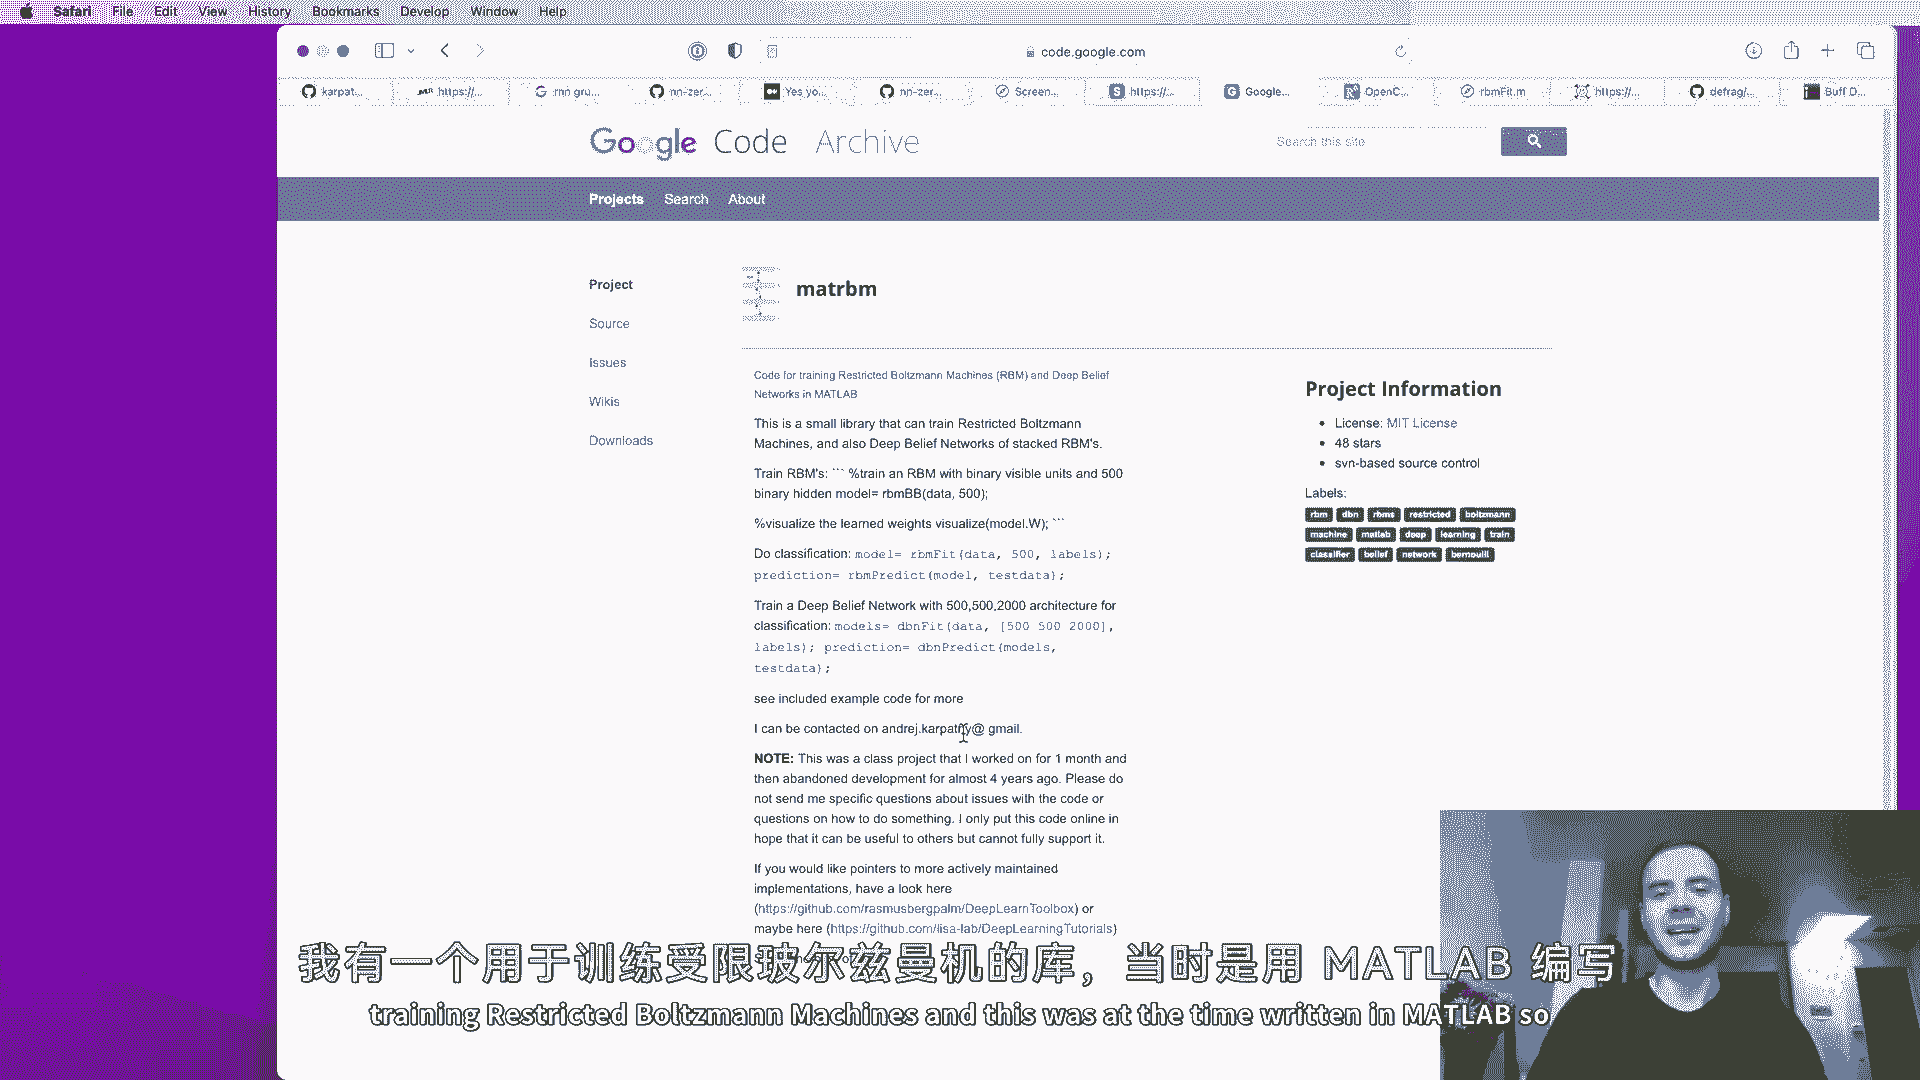 Safari File Edit View History Bookmarks Develop Window Help
code.google.com
karpat... https://... rnn gru... nn-zer... Yes yo... nn-zer... Screen... https://... Google... OpenC... rbmFit.m https://... defrag/... Buff D...
Google Code Archive
Search this site
Projects Search About
Project
Source
Issues
Wikis
Downloads
matrbm
Code for training Restricted Boltzmann Machines (RBM) and Deep Belief
Networks in MATLAB
This is a small library that can train Restricted Boltzmann
Machines, and also Deep Belief Networks of stacked RBM's.
Train RBM's: ``` %train an RBM with binary visible units and 500
binary hidden model= rbmBB(data, 500);
%visualize the learned weights visualize(model.W); ```
Do classification: model= rbmFit(data, 500, labels);
prediction= rbmPredict(model, testdata);
Train a Deep Belief Network with 500,500,2000 architecture for
classification: models= dbnFit(data, [500 500 2000],
labels); prediction= dbnPredict(models,
testdata);
see included example code for more
I can be contacted on andrej.karpathy@ gmail.
NOTE: This was a class project that I worked on for 1 month and
then abandoned development for almost 4 years ago. Please do
not send me specific questions about issues with the code or
questions on how to do something. I only put this code online in
hope that it can be useful to others but cannot fully support it.
If you would like pointers to more actively maintained
implementations, have a look here
(https://github.com/rasmusbergpalm/DeepLearnToolbox) or
maybe here (https://github.com/lisa-lab/DeepLearningTutorials)
Project Information
License: MIT License
48 stars
svn-based source control
Labels:
rbm dbn rbms restricted boltzmann
machine matlab deep learning train
classifier belief network bernoulli
我有一个用于训练受限玻尔兹曼机的库，当时是用 MATLAB 编写
training Restricted Boltzmann Machines and this was at the time written in MATLAB so